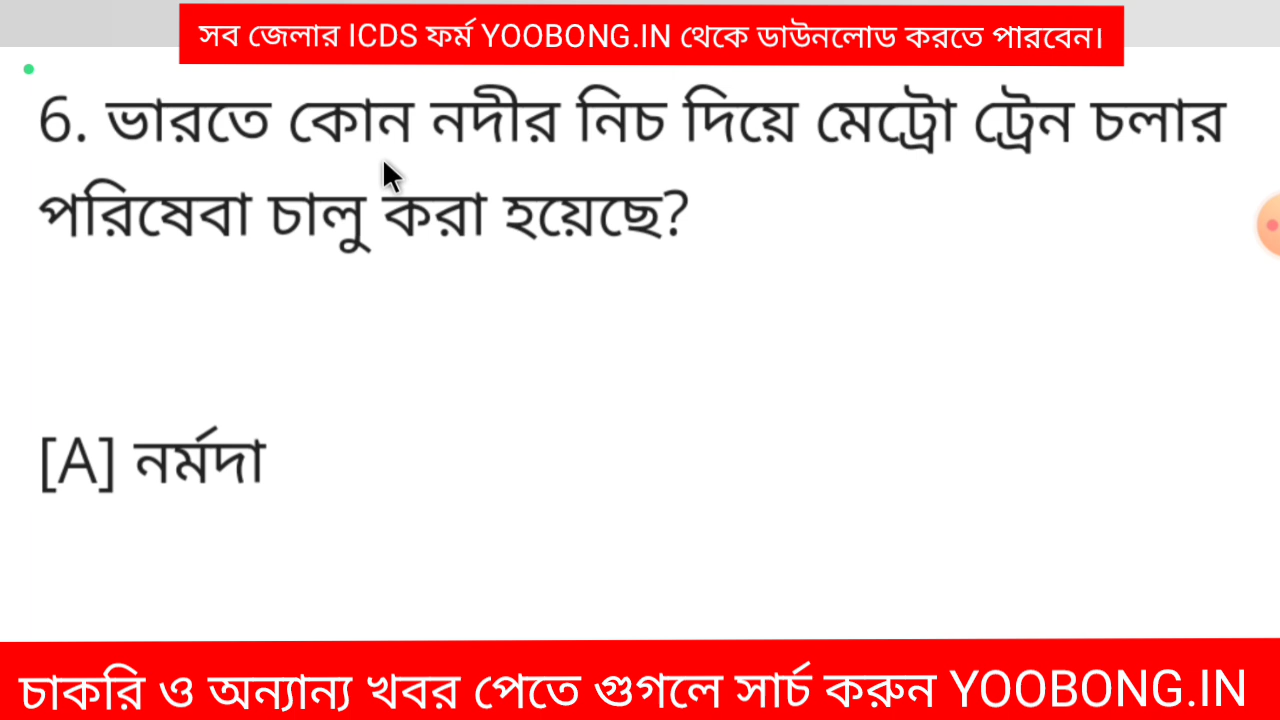 সব জেলার ICDS ফর্ম YOOBONG.IN থেকে ডাউনলোড করতে পারবেন।
6. ভারতে কোন নদীর নিচ দিয়ে মেট্রো ট্রেন চলার
পরিষেবা চালু করা হয়েছে?
[A] নর্মদা
চাকরি ও অন্যান্য খবর পেতে গুগলে সার্চ করুন YOOBONG.IN